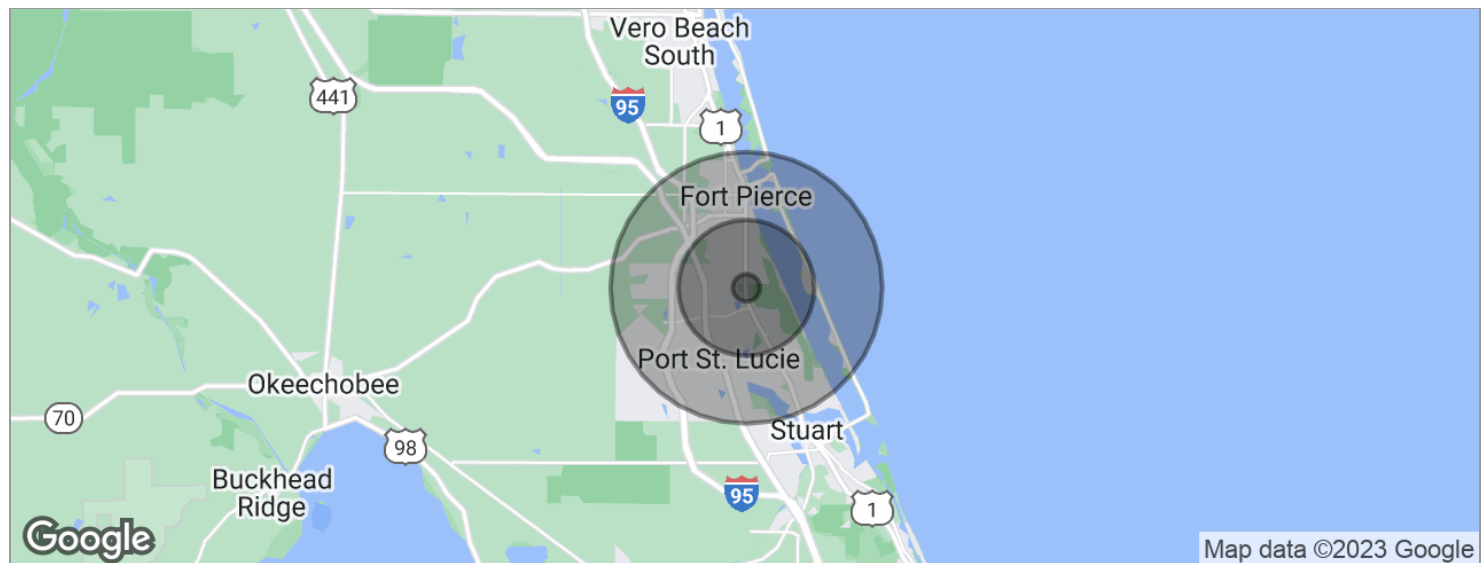 Vero Beach
South
441
95
1
Fort Pierce
Port St. Lucie
Okeechobee
70
Stuart
98
Buckhead
Ridge
95
1
Google
Map data ©2023 Google